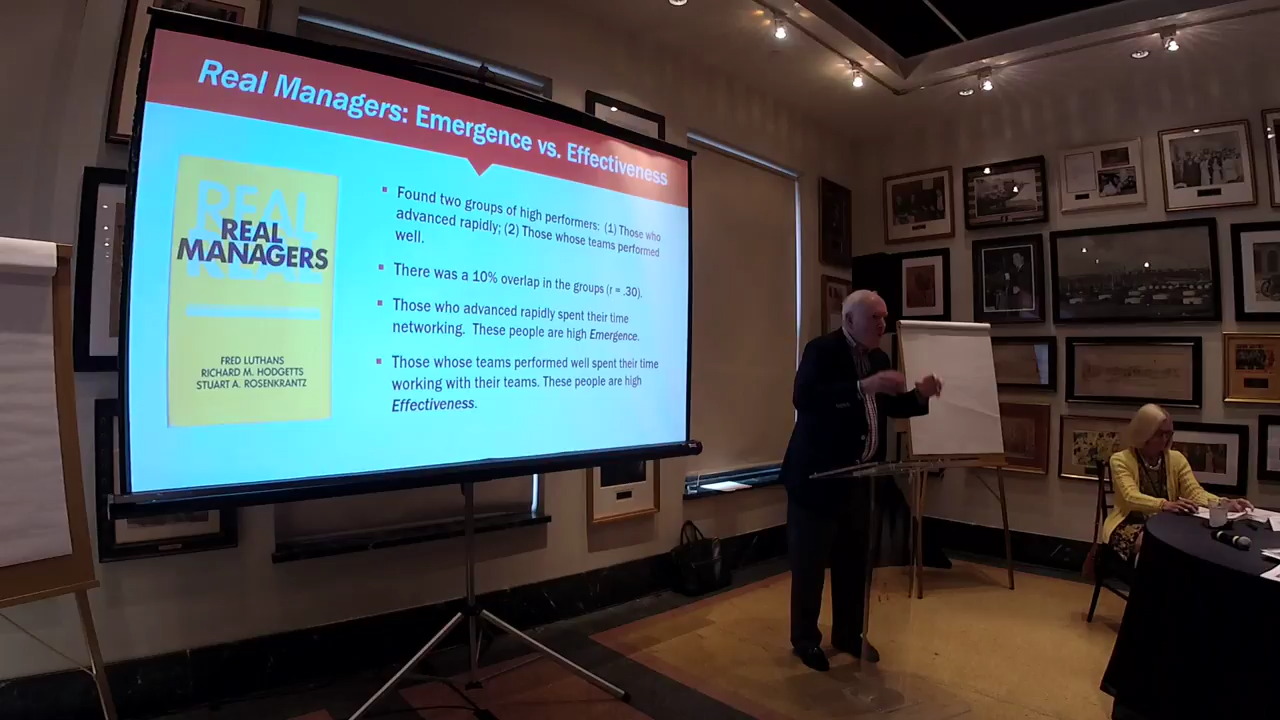 Real Managers: Emergence vs. Effectiveness
REAL
REAL
MANAGERS
REAL
FRED LUTHANS
RICHARD M. HODGETTS
STUART A. ROSENKRANTZ
▪ Found two groups of high performers: (1) Those who
advanced rapidly; (2) Those whose teams performed
well.
▪ There was a 10% overlap in the groups (r = .30).
▪ Those who advanced rapidly spent their time
networking. These people are high Emergence.
▪ Those whose teams performed well spent their time
working with their teams. These people are high
Effectiveness.